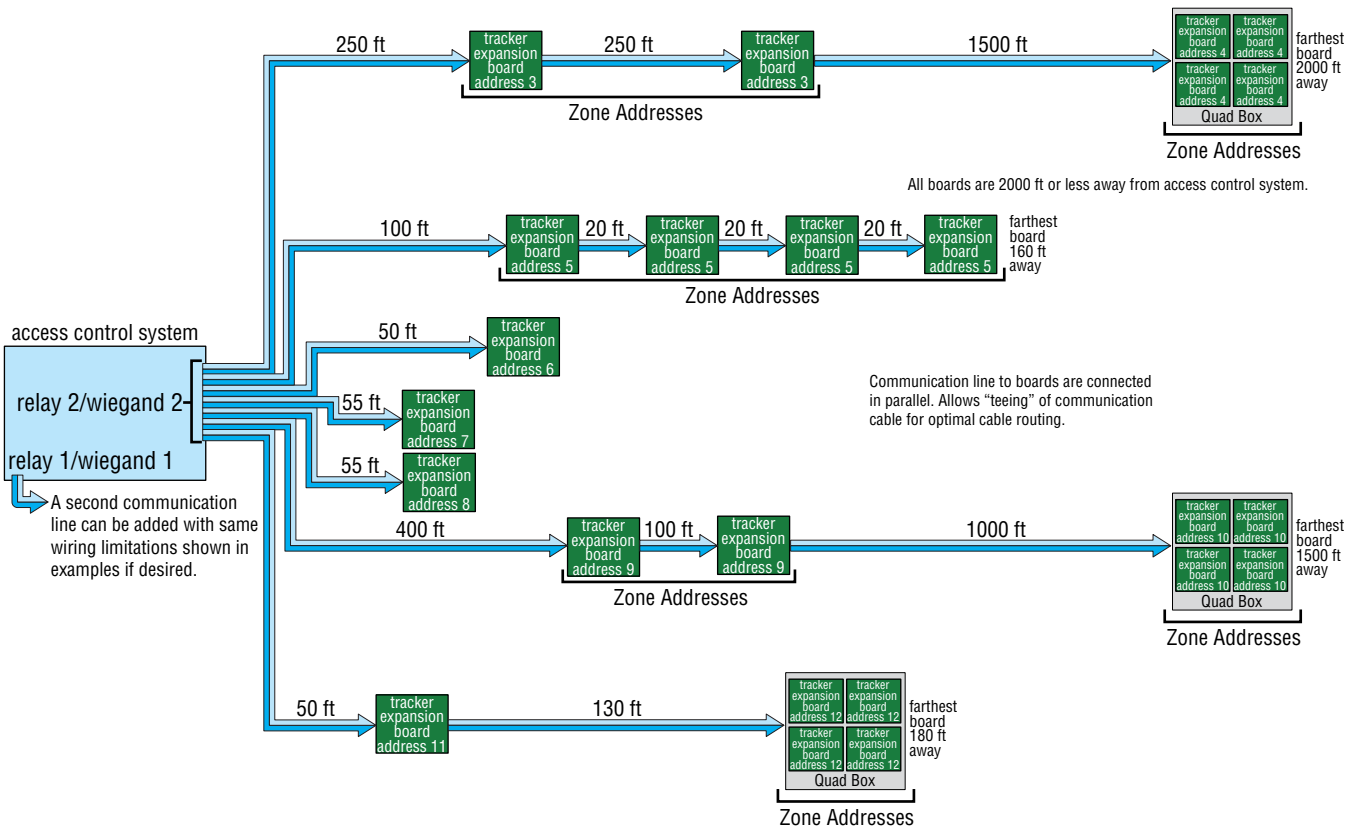 250 ft
tracker
expansion
board
address 3
250 ft
tracker
expansion
board
address 3
1500 ft
tracker
expansion
board
address 4
tracker
expansion
board
address 4
tracker
expansion
board
address 4
tracker
expansion
board
address 4
Quad Box
farthest
board
2000 ft
away
Zone Addresses
Zone Addresses
All boards are 2000 ft or less away from access control system.
100 ft
tracker
expansion
board
address 5
20 ft
tracker
expansion
board
address 5
20 ft
tracker
expansion
board
address 5
20 ft
tracker
expansion
board
address 5
farthest
board
160 ft
away
Zone Addresses
50 ft
tracker
expansion
board
address 6
access control system
relay 2/wiegand 2
relay 1/wiegand 1
55 ft
tracker
expansion
board
address 7
Communication line to boards are connected
in parallel. Allows “teeing” of communication
cable for optimal cable routing.
55 ft
tracker
expansion
board
address 8
A second communication
line can be added with same
wiring limitations shown in
examples if desired.
400 ft
tracker
expansion
board
address 9
100 ft
tracker
expansion
board
address 9
1000 ft
tracker
expansion
board
address 10
tracker
expansion
board
address 10
tracker
expansion
board
address 10
tracker
expansion
board
address 10
Quad Box
farthest
board
1500 ft
away
Zone Addresses
Zone Addresses
50 ft
tracker
expansion
board
address 11
130 ft
tracker
expansion
board
address 12
tracker
expansion
board
address 12
tracker
expansion
board
address 12
tracker
expansion
board
address 12
Quad Box
farthest
board
180 ft
away
Zone Addresses